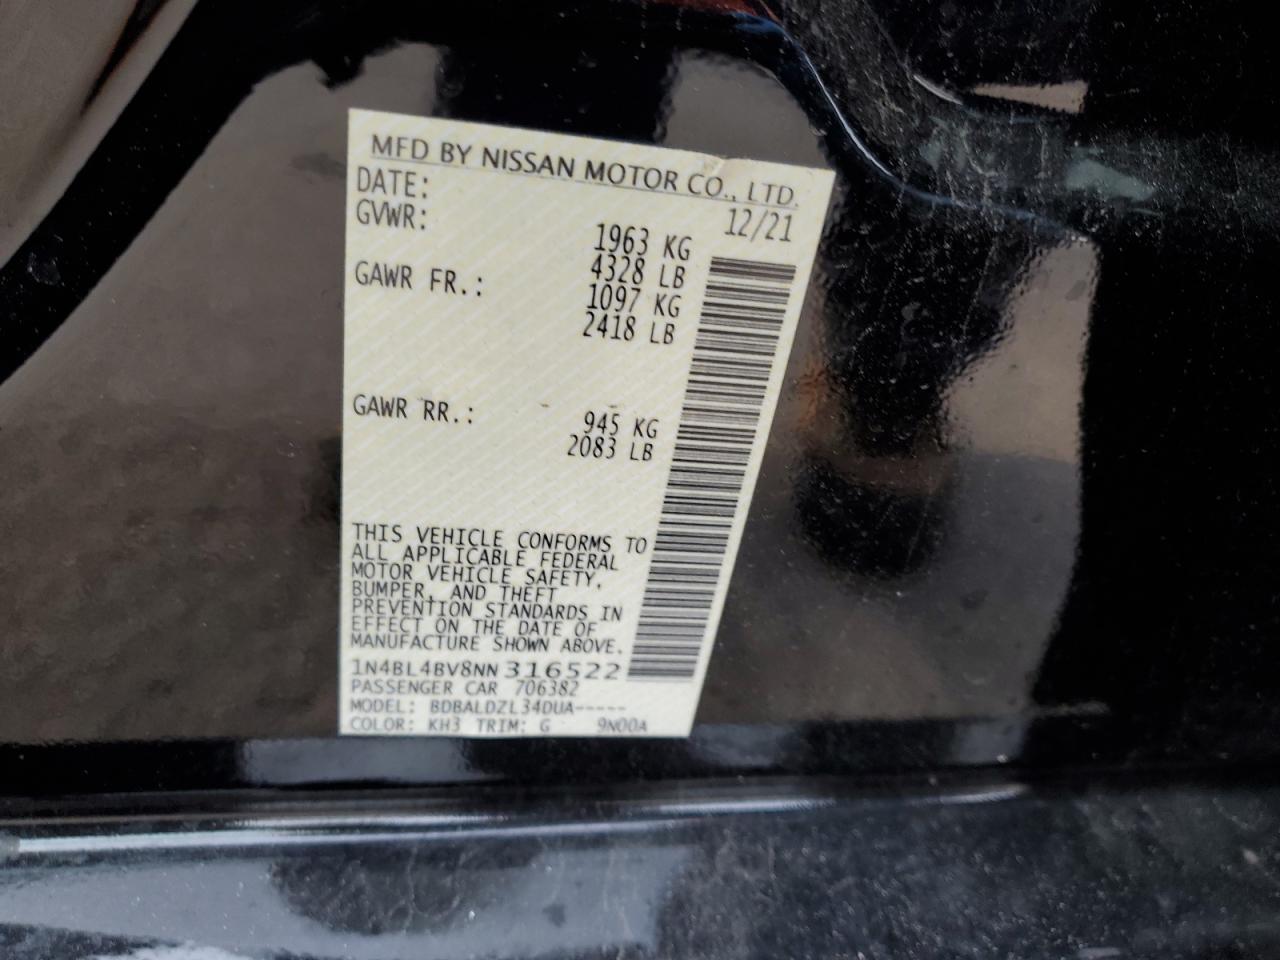 MFD BY NISSAN MOTOR CO., LTD.
DATE: 12/21
GVWR: 1963 KG
4328 LB
GAWR FR.: 1097 KG
2418 LB
GAWR RR.: 945 KG
2083 LB
THIS VEHICLE CONFORMS TO
ALL APPLICABLE FEDERAL
MOTOR VEHICLE SAFETY,
BUMPER, AND THEFT
PREVENTION STANDARDS IN
EFFECT ON THE DATE OF
MANUFACTURE SHOWN ABOVE.
1N4BL4BV8NN316522
PASSENGER CAR 706382
MODEL: BDBALDZL34DUA-----
COLOR: KH3 TRIM: G 9N00A